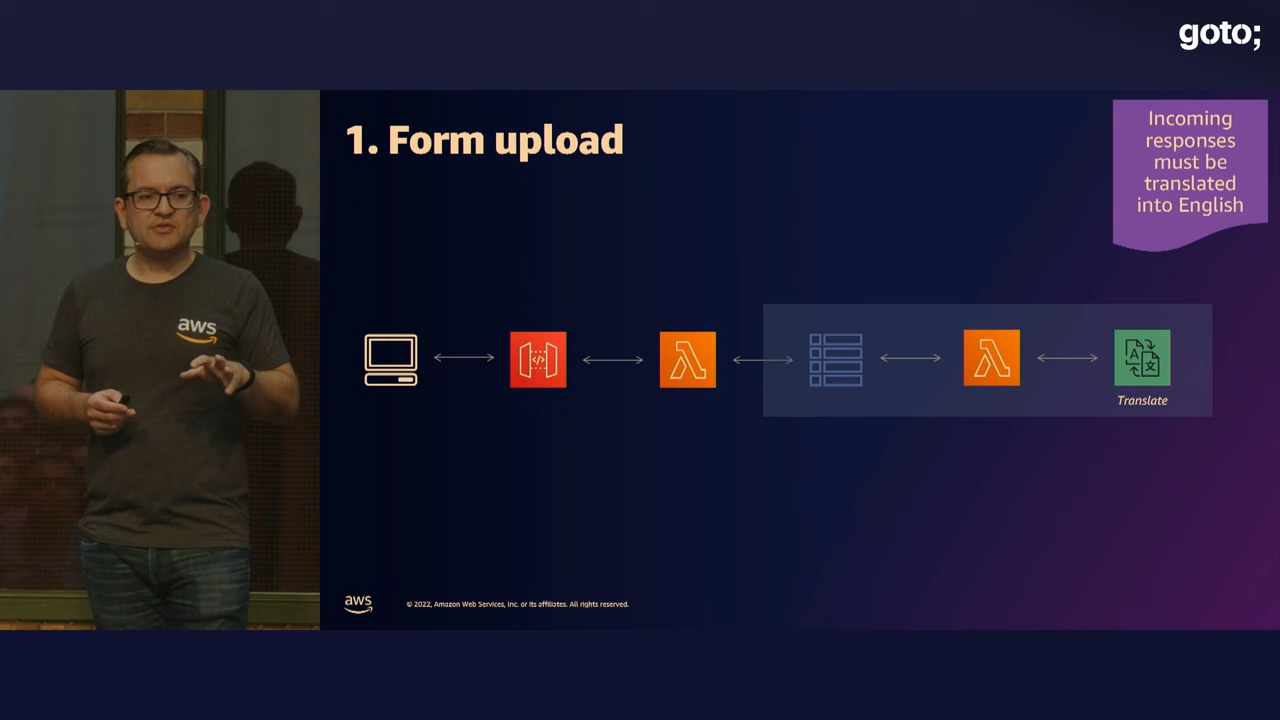 goto;
1. Form upload
Incoming
responses
must be
translated
into English
aws
Translate
aws
© 2022, Amazon Web Services, Inc. or its affiliates. All rights reserved.